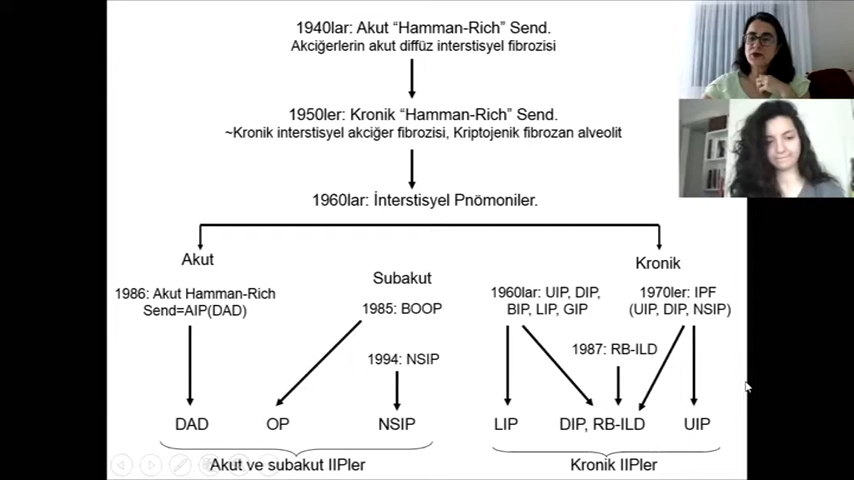 1940lar: Akut “Hamman-Rich” Send.
Akciğerlerin akut diffüz interstisyel fibrozisi
1950ler: Kronik “Hamman-Rich” Send.
~Kronik interstisyel akciğer fibrozisi, Kriptojenik fibrozan alveolit
1960lar: İnterstisyel Pnömoniler.
Akut
Subakut
Kronik
1986: Akut Hamman-Rich
Send=AIP(DAD)
1985: BOOP
1994: NSIP
1960lar: UIP, DIP,
BIP, LIP, GIP
1970ler: IPF
(UIP, DIP, NSIP)
1987: RB-ILD
DAD
OP
NSIP
LIP
DIP, RB-ILD
UIP
Akut ve subakut IIPler
Kronik IIPler